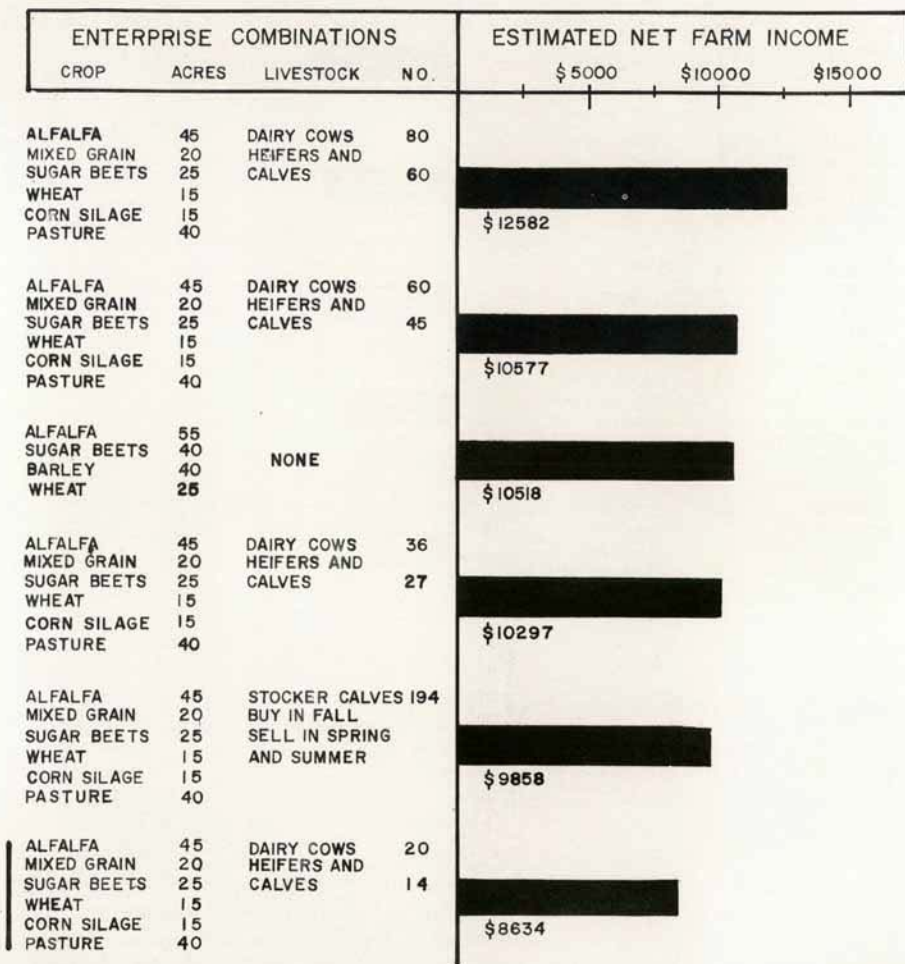 ENTERPRISE COMBINATIONS ESTIMATED NET FARM INCOME
CROP ACRES LIVESTOCK NO. $5000 $10000 $15000
ALFALFA 45 DAIRY COWS 80
MIXED GRAIN 20 HEIFERS AND
SUGAR BEETS 25 CALVES 60
WHEAT 15
CORN SILAGE 15
PASTURE 40
$12582
ALFALFA 45 DAIRY COWS 60
MIXED GRAIN 20 HEIFERS AND
SUGAR BEETS 25 CALVES 45
WHEAT 15
CORN SILAGE 15
PASTURE 40
$10577
ALFALFA 55
SUGAR BEETS 40
BARLEY 40
WHEAT 25
NONE
$10518
ALFALFA 45 DAIRY COWS 36
MIXED GRAIN 20 HEIFERS AND
SUGAR BEETS 25 CALVES 27
WHEAT 15
CORN SILAGE 15
PASTURE 40
$10297
ALFALFA 45 STOCKER CALVES 194
MIXED GRAIN 20 BUY IN FALL
SUGAR BEETS 25 SELL IN SPRING
WHEAT 15 AND SUMMER
CORN SILAGE 15
PASTURE 40
$9858
ALFALFA 45 DAIRY COWS 20
MIXED GRAIN 20 HEIFERS AND
SUGAR BEETS 25 CALVES 14
WHEAT 15
CORN SILAGE 15
PASTURE 40
$8634